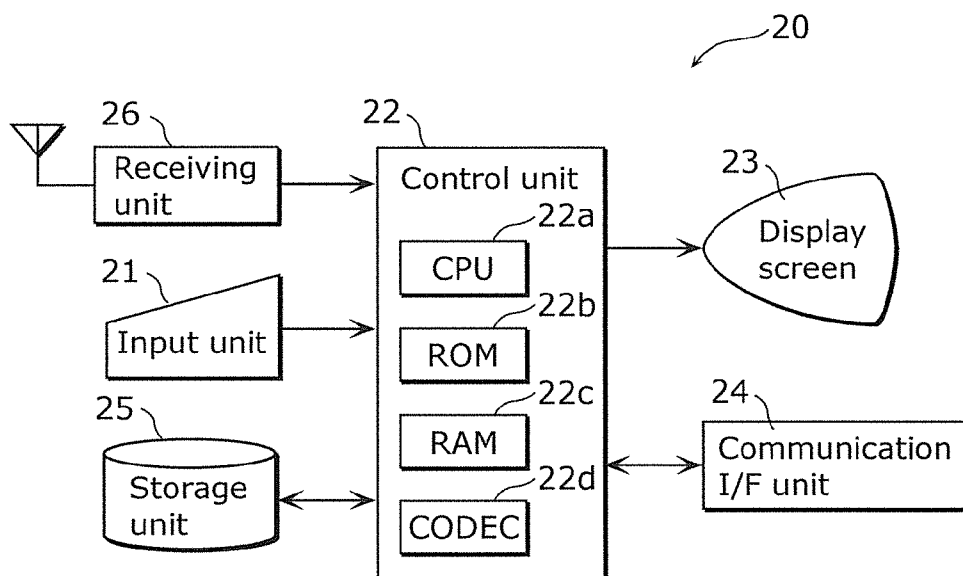 20
26
Receiving
unit
22
Control unit
22a
CPU
22b
ROM
22c
RAM
22d
CODEC
21
Input unit
25
Storage
unit
23
Display
screen
24
Communication
I/F unit